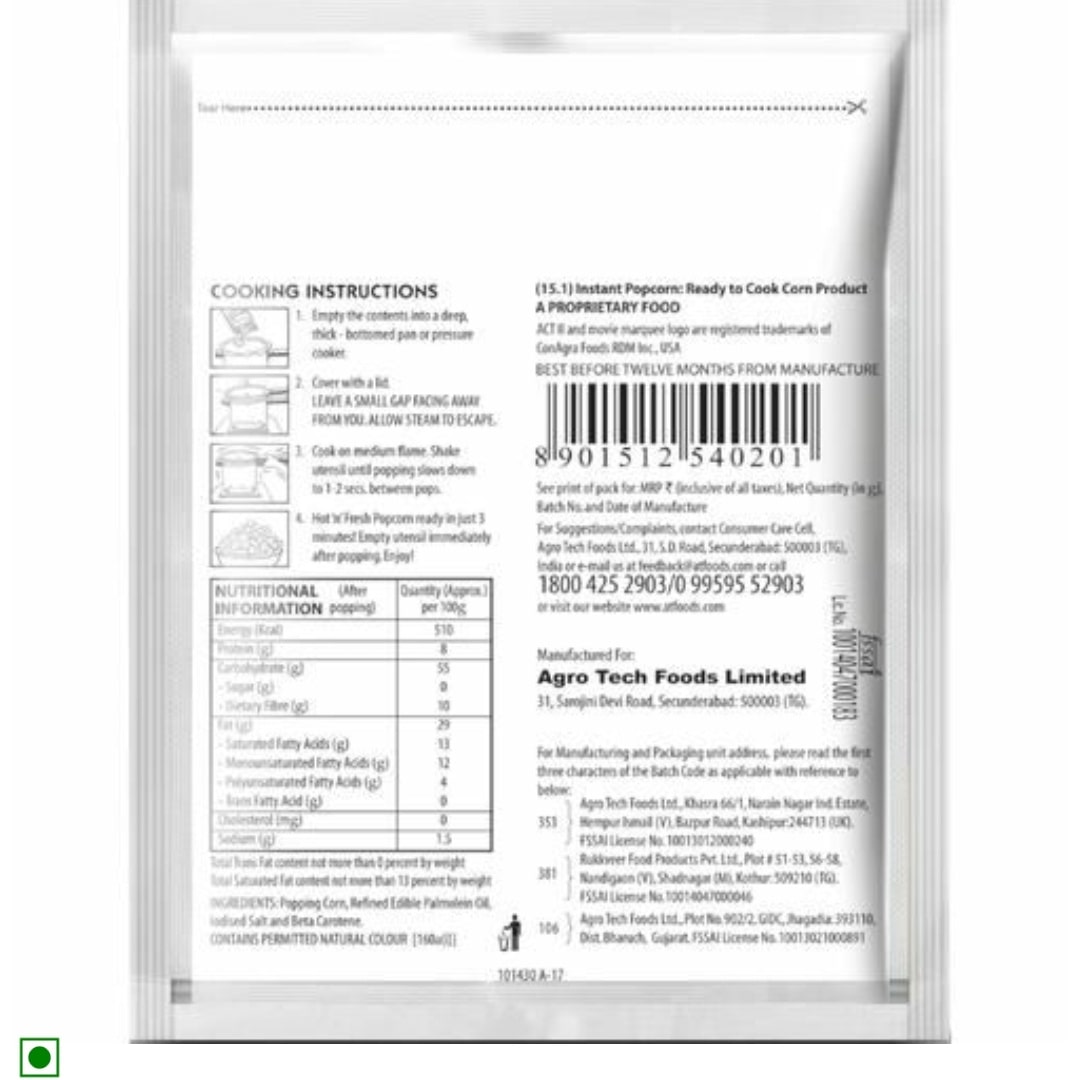 Tear Here
COOKING INSTRUCTIONS
1. Empty the contents into a deep,
thick - bottomed pan or pressure
cooker.
2. Cover with a lid.
LEAVE A SMALL GAP FACING AWAY
FROM YOU. ALLOW STEAM TO ESCAPE.
3. Cook on medium flame. Shake
utensil until popping slows down
to 1-2 secs. between pops.
4. Hot 'n' Fresh Popcorn ready in just 3
minutes! Empty utensil immediately
after popping. Enjoy!
NUTRITIONAL (After Quantity (Approx.)
INFORMATION popping) per 100g
Energy (Kcal) 510
Protein (g) 8
Carbohydrate (g) 55
- Sugar (g) 0
- Dietary Fibre (g) 10
Fat (g) 29
- Saturated Fatty Acids (g) 13
- Monounsaturated Fatty Acids (g) 12
- Polyunsaturated Fatty Acids (g) 4
- Trans Fatty Acid (g) 0
Cholesterol (mg) 0
Sodium (g) 1.5
Total Trans Fat content not more than 0 percent by weight
Total Saturated Fat content not more than 13 percent by weight
INGREDIENTS: Popping Corn, Refined Edible Palmolein Oil,
Iodised Salt and Beta Carotene.
CONTAINS PERMITTED NATURAL COLOUR [160a(i)]
(15.1) Instant Popcorn: Ready to Cook Corn Product
A PROPRIETARY FOOD
ACT II and movie marquee logo are registered trademarks of
ConAgra Foods RDM Inc., USA
BEST BEFORE TWELVE MONTHS FROM MANUFACTURE
8 901512 540201
See print of pack for: MRP ₹ (inclusive of all taxes), Net Quantity (in g),
Batch No. and Date of Manufacture
For Suggestions/Complaints, contact Consumer Care Cell,
Agro Tech Foods Ltd., 31, S.D. Road, Secunderabad: 500003 (TG),
India or e-mail us at feedback@atfoods.com or call
1800 425 2903/0 99595 52903
or visit our website www.atfoods.com
fssai
Lic. No. 10014047000183
Manufactured For:
Agro Tech Foods Limited
31, Sarojini Devi Road, Secunderabad: 500003 (TG).
For Manufacturing and Packaging unit address, please read the first
three characters of the Batch Code as applicable with reference to
below:
Agro Tech Foods Ltd., Khasra 66/1, Narain Nagar Ind. Estate,
353 Hempur Ismail (V), Bazpur Road, Kashipur:244713 (UK).
FSSAI License No. 10013012000240
Rukkveer Food Products Pvt. Ltd., Plot # 51-53, 56-58,
381 Nandigaon (V), Shadnagar (M), Kothur: 509210 (TG).
FSSAI License No. 10014047000046
106 Agro Tech Foods Ltd., Plot No. 902/2, GIDC, Jhagadia: 393110,
Dist. Bharuch, Gujarat. FSSAI License No. 10013021000891
101430 A-17